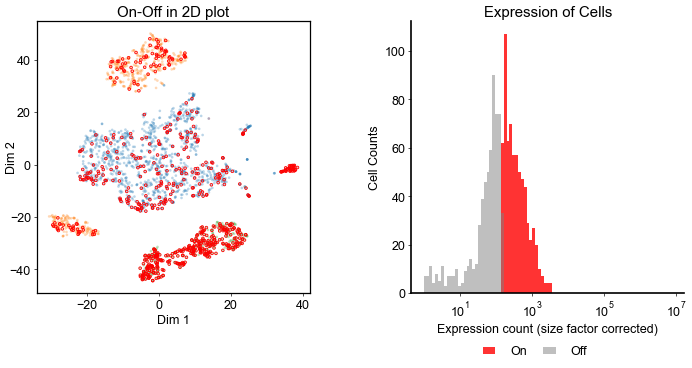 On-Off in 2D plot
40
20
0
−20
−40
−20
0
20
40
Dim 2
Dim 1
Expression of Cells
100
80
60
40
20
0
10^1
10^3
10^5
10^7
Cell Counts
Expression count (size factor corrected)
On
Off